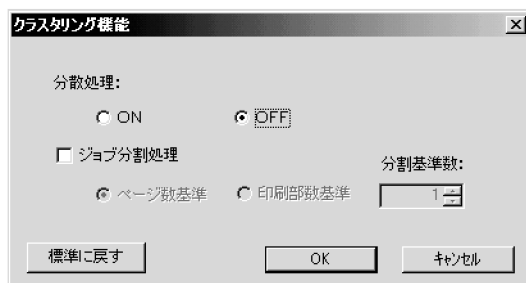 クラスタリング機能
分散処理:
ON OFF
ジョブ分割処理
分割基準数:
ページ数基準 印刷部数基準 1
標準に戻す OK キャンセル